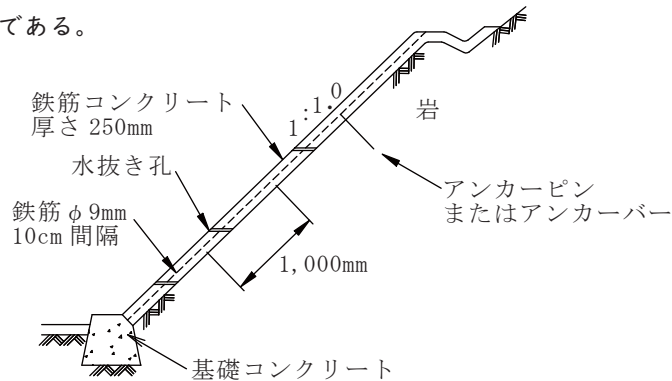 である。
鉄筋コンクリート
厚さ 250mm
1:1.0
岩
水抜き孔
アンカーピン
またはアンカーバー
鉄筋 φ 9mm
10cm 間隔
1,000mm
基礎コンクリート